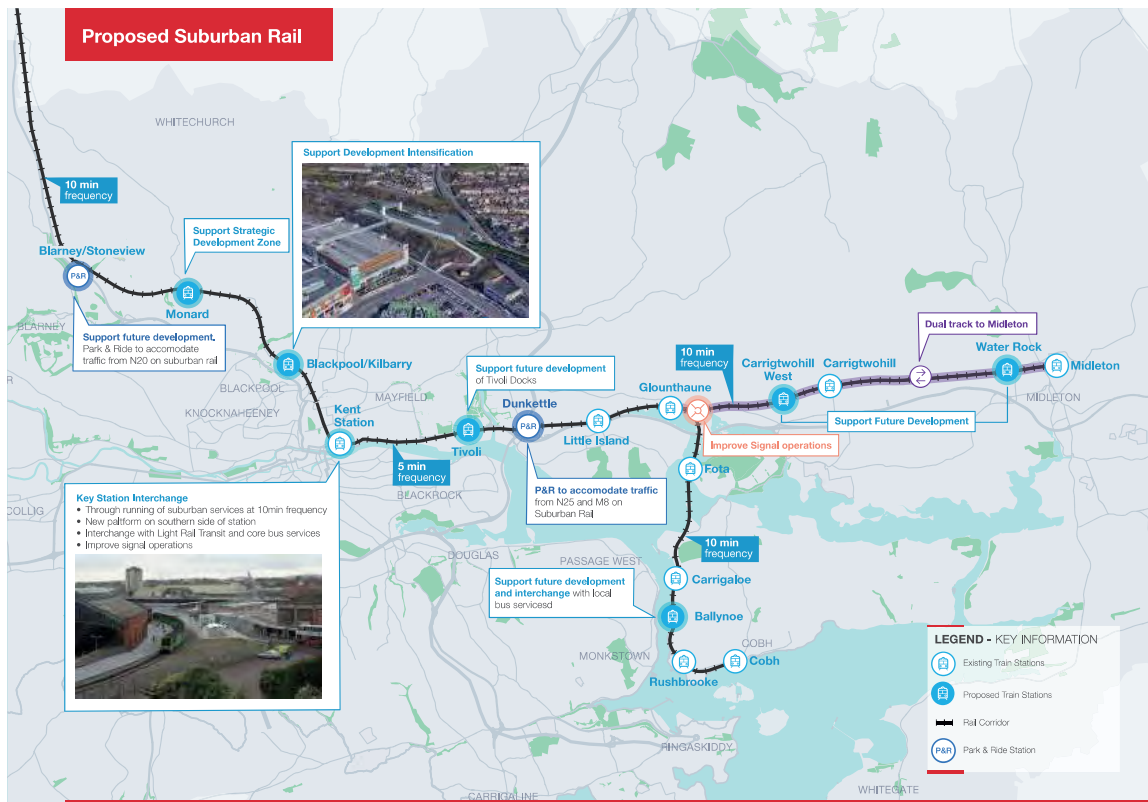 Proposed Suburban Rail
WHITECHURCH
Support Development Intensification
10 min
frequency
Support Strategic
Development Zone
Blarney/Stoneview
P&R
Monard
BLARNEY
Support future development.
Park & Ride to accomodate
traffic from N20 on suburban rail
Blackpool/Kilbarry
BLACKPOOL
MAYFIELD
KNOCKNAHEENEY
Kent
Station
5 min
frequency
Support future development
of Tivoli Docks
Tivoli
Dunkettle
P&R
Little Island
Glounthaune
10 min
frequency
Carrigtwohill
West
Carrigtwohill
Dual track to Midleton
Water Rock
Midleton
MIDLETON
Support Future Development
Improve Signal operations
P&R to accomodate traffic
from N25 and M8 on
Suburban Rail
Fota
BLACKROCK
COLLIG
DOUGLAS
PASSAGE WEST
10 min
frequency
Key Station Interchange
• Through running of suburban services at 10min frequency
• New paltform on southern side of station
• Interchange with Light Rail Transit and core bus services
• Improve signal operations
Support future development
and interchange with local
bus servicesd
Carrigaloe
Ballynoe
MONKSTOWN
COBH
Rushbrooke
Cobh
RINGASKIDDY
CARRIGALINE
WHITEGATE
LEGEND - KEY INFORMATION
Existing Train Stations
Proposed Train Stations
Rail Corridor
P&R
Park & Ride Station